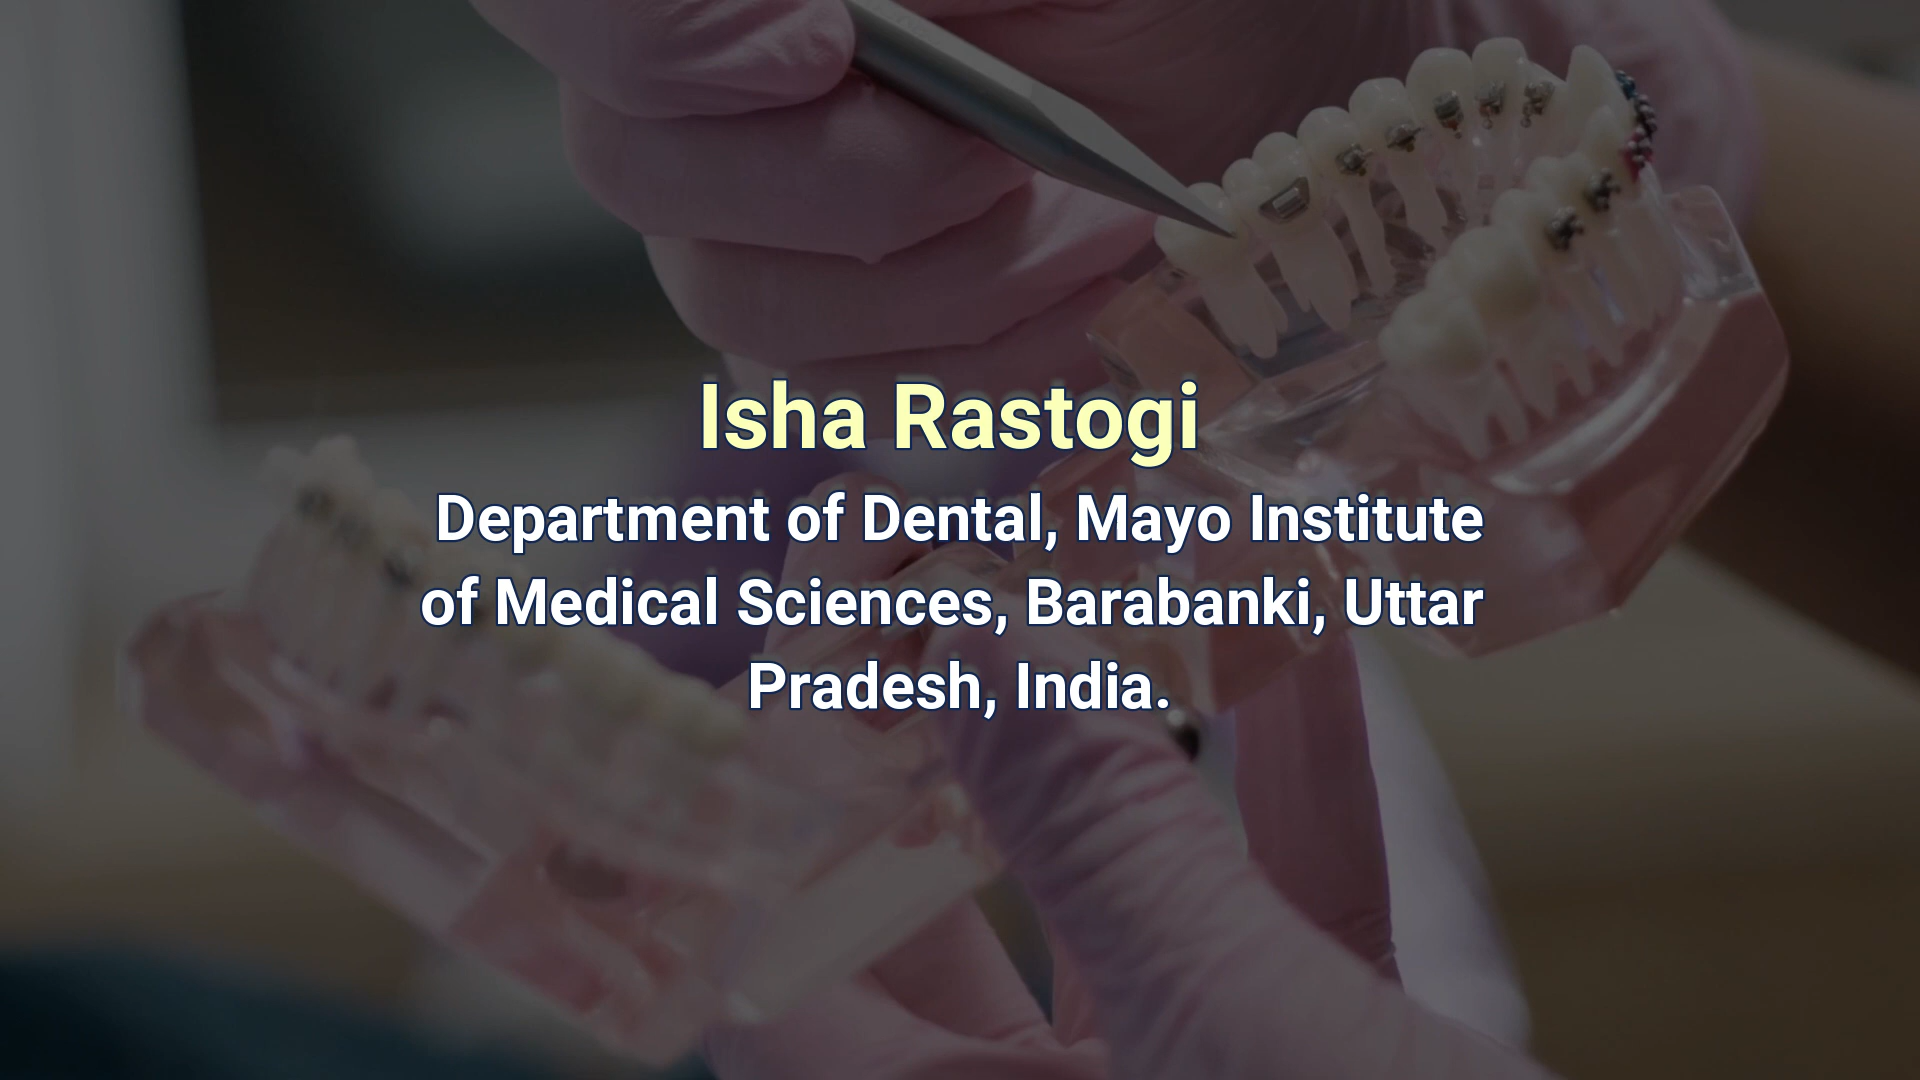 Isha Rastogi
Department of Dental, Mayo Institute
of Medical Sciences, Barabanki, Uttar
Pradesh, India.